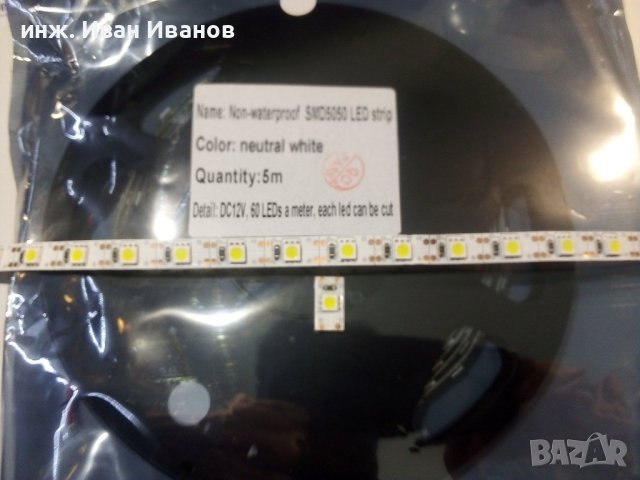 инж. Иван Иванов
Name: Non-waterproof SMD5050 LED strip
Color: neutral white
Quantity:5m
Detail: DC12V, 60 LEDs a meter. each led can be cut
BAZAR